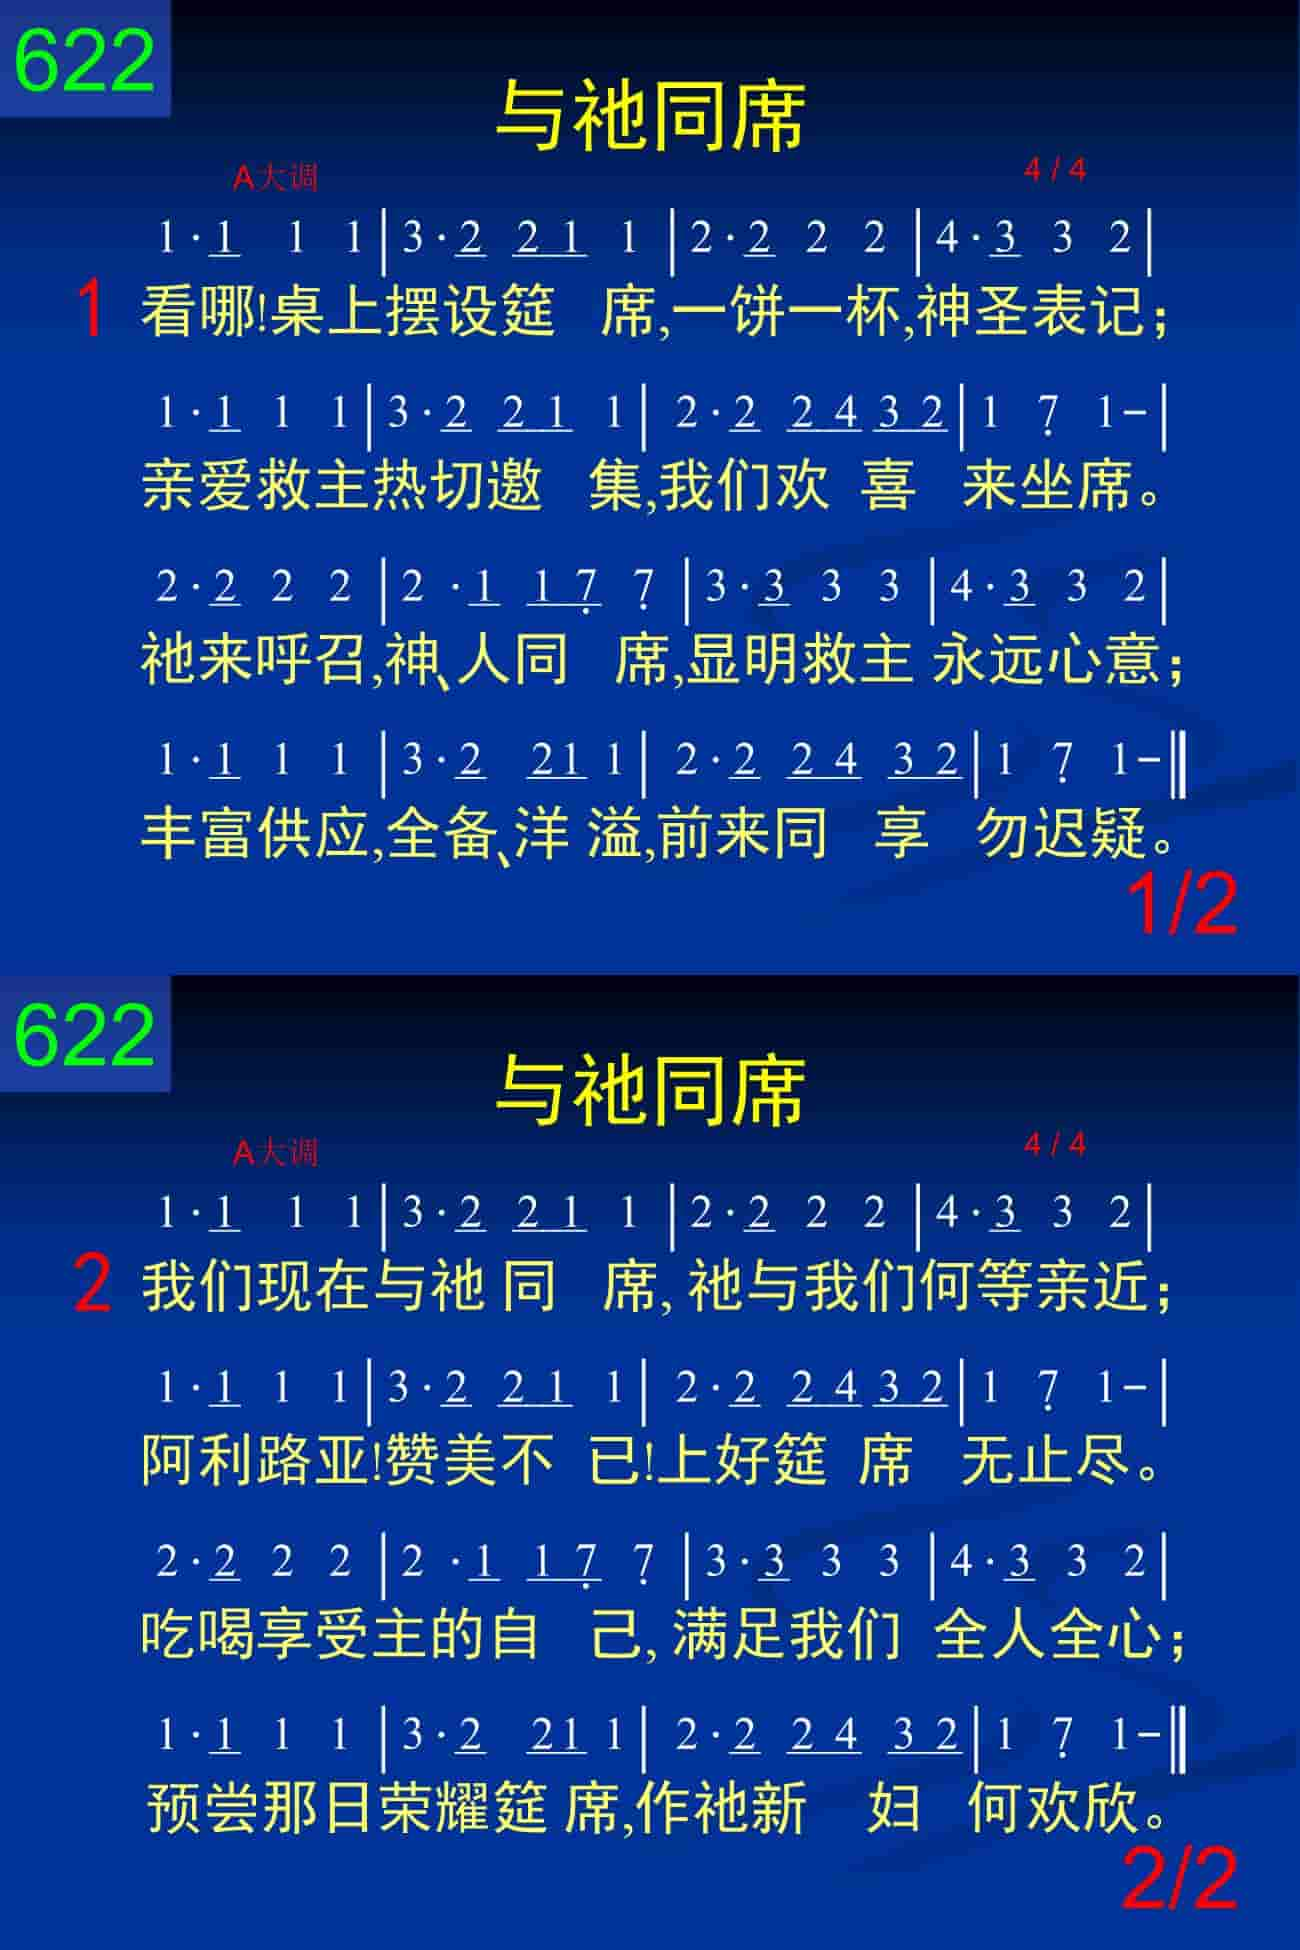 622
与祂同席
A大调 4 / 4
1 · 1 1 1 | 3 · 2 2 1 1 | 2 · 2 2 2 | 4 · 3 3 2 |
1 看哪!桌上摆设筵 席,一饼一杯,神圣表记；
1 · 1 1 1 | 3 · 2 2 1 1 | 2 · 2 2 4 3 2 | 1 7̣ 1 - |
亲爱救主热切邀 集,我们欢 喜 来坐席。
2 · 2 2 2 | 2 · 1 1 7̣ 7̣ | 3 · 3 3 3 | 4 · 3 3 2 |
祂来呼召,神、人同 席,显明救主 永远心意；
1 · 1 1 1 | 3 · 2 2 1 1 | 2 · 2 2 4 3 2 | 1 7̣ 1 - ‖
丰富供应,全备、洋 溢,前来同 享 勿迟疑。
1/2
622
与祂同席
A大调 4 / 4
1 · 1 1 1 | 3 · 2 2 1 1 | 2 · 2 2 2 | 4 · 3 3 2 |
2 我们现在与祂 同 席, 祂与我们何等亲近；
1 · 1 1 1 | 3 · 2 2 1 1 | 2 · 2 2 4 3 2 | 1 7̣ 1 - |
阿利路亚!赞美不 已!上好筵 席 无止尽。
2 · 2 2 2 | 2 · 1 1 7̣ 7̣ | 3 · 3 3 3 | 4 · 3 3 2 |
吃喝享受主的自 己, 满足我们 全人全心；
1 · 1 1 1 | 3 · 2 2 1 1 | 2 · 2 2 4 3 2 | 1 7̣ 1 - ‖
预尝那日荣耀筵 席,作祂新 妇 何欢欣。
2/2